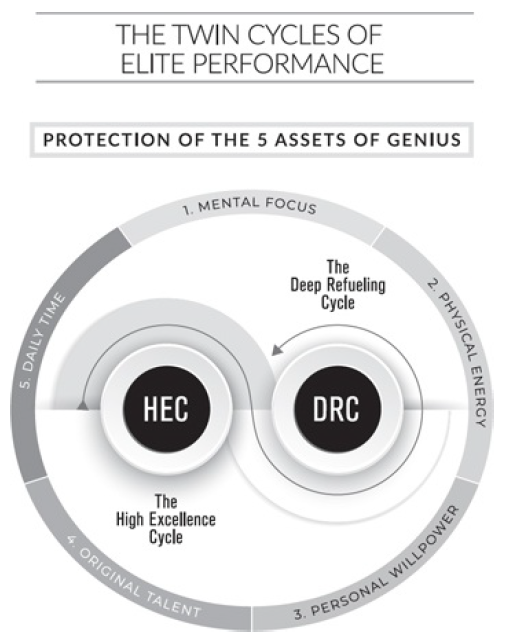 THE TWIN CYCLES OF
ELITE PERFORMANCE
PROTECTION OF THE 5 ASSETS OF GENIUS
1. MENTAL FOCUS
2. PHYSICAL ENERGY
3. PERSONAL WILLPOWER
4. ORIGINAL TALENT
5. DAILY TIME
The
Deep Refueling
Cycle
HEC
DRC
The
High Excellence
Cycle